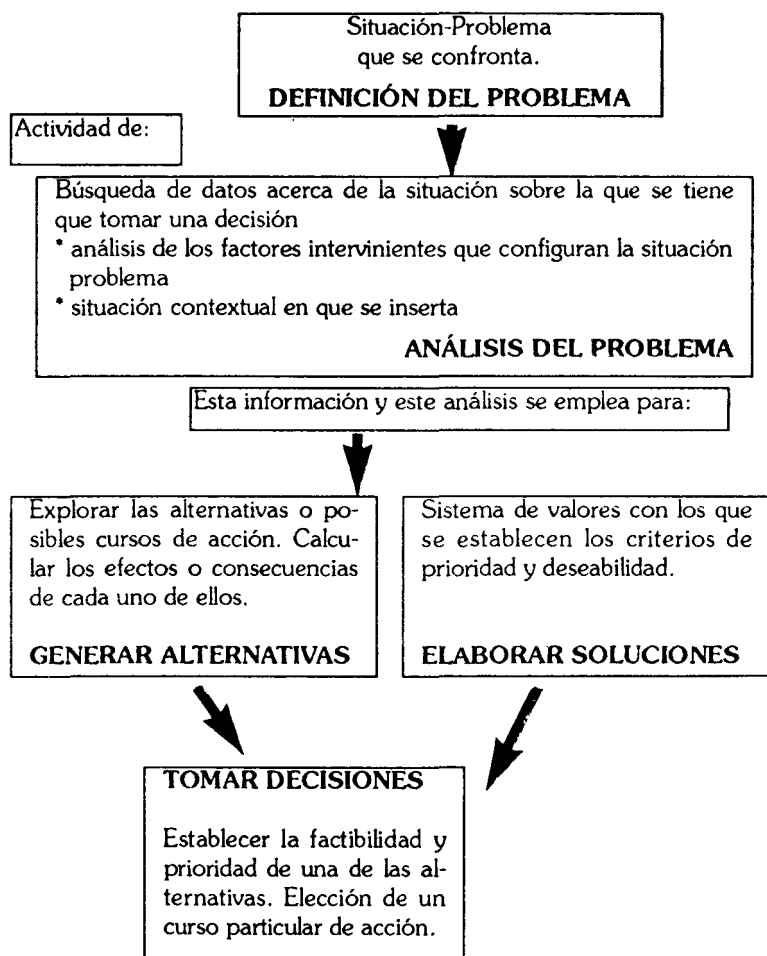 Situación-Problema
que se confronta.
DEFINICIÓN DEL PROBLEMA
Actividad de:
Búsqueda de datos acerca de la situación sobre la que se tiene
que tomar una decisión
* análisis de los factores intervinientes que configuran la situación
problema
* situación contextual en que se inserta
ANÁLISIS DEL PROBLEMA
Esta información y este análisis se emplea para:
Explorar las alternativas o po-
sibles cursos de acción. Calcu-
lar los efectos o consecuencias
de cada uno de ellos.
GENERAR ALTERNATIVAS
Sistema de valores con los que
se establecen los criterios de
prioridad y deseabilidad.
ELABORAR SOLUCIONES
TOMAR DECISIONES
Establecer la factibilidad y
prioridad de una de las al-
ternativas. Elección de un
curso particular de acción.